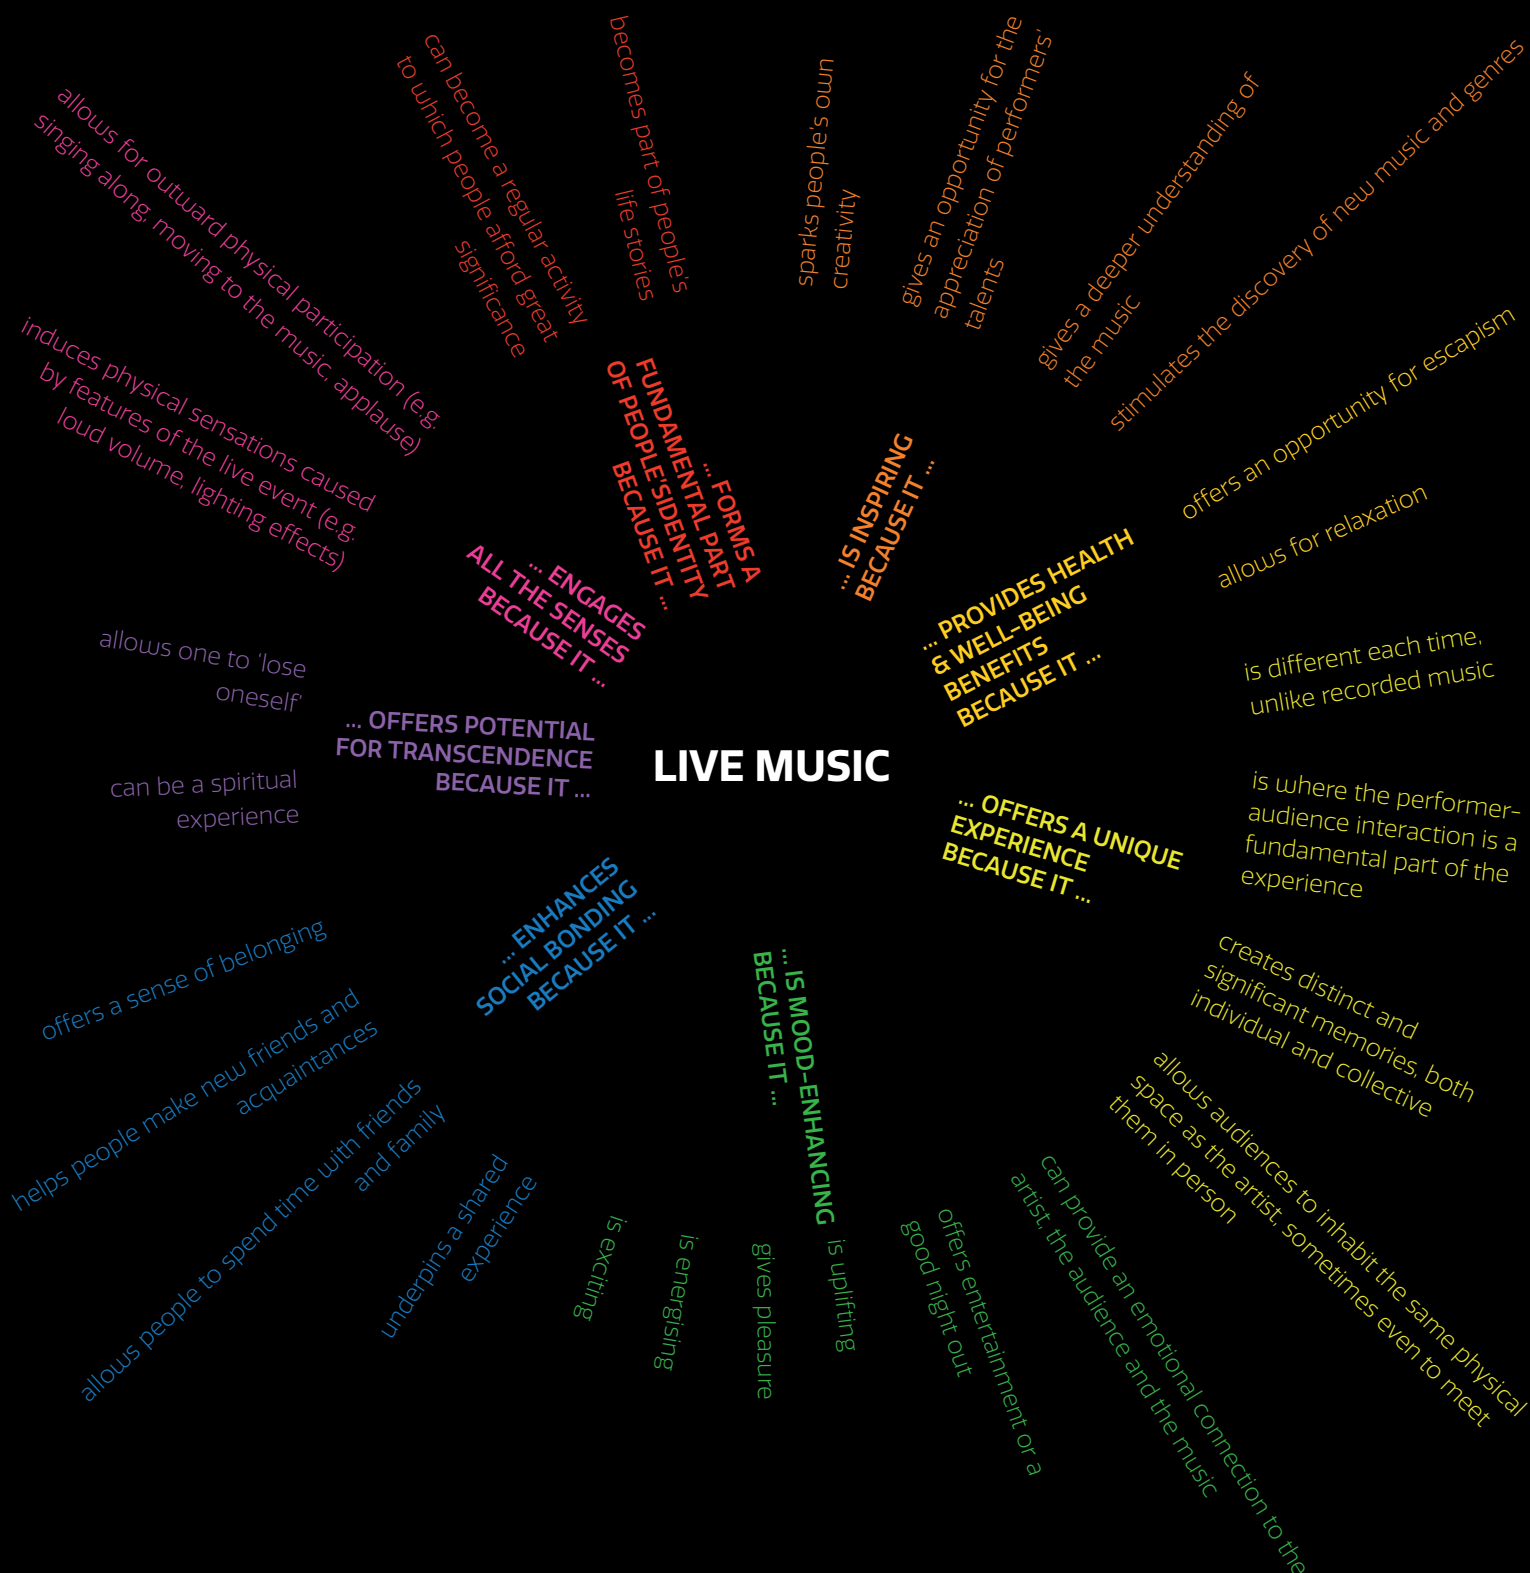 LIVE MUSIC
... FORMS A
FUNDAMENTAL PART
OF PEOPLE'SIDENTITY
BECAUSE IT ...
can become a regular activity
to which people afford great
significance
becomes part of people's
life stories
... IS INSPIRING
BECAUSE IT ...
sparks people's own
creativity
gives an opportunity for the
appreciation of performers'
talents
gives a deeper understanding of
the music
stimulates the discovery of new music and genres
... PROVIDES HEALTH
& WELL-BEING
BENEFITS
BECAUSE IT ...
offers an opportunity for escapism
allows for relaxation
... OFFERS A UNIQUE
EXPERIENCE
BECAUSE IT ...
is different each time,
unlike recorded music
is where the performer-
audience interaction is a
fundamental part of the
experience
creates distinct and
significant memories, both
individual and collective
allows audiences to inhabit the same physical
space as the artist, sometimes even to meet
them in person
... IS MOOD-ENHANCING
BECAUSE IT ...
can provide an emotional connection to the
artist, the audience and the music
offers entertainment or a
good night out
is uplifting
gives pleasure
is energising
is exciting
... ENHANCES
SOCIAL BONDING
BECAUSE IT ...
underpins a shared
experience
allows people to spend time with friends
and family
helps people make new friends and
acquaintances
offers a sense of belonging
... OFFERS POTENTIAL
FOR TRANSCENDENCE
BECAUSE IT ...
can be a spiritual
experience
allows one to 'lose
oneself'
... ENGAGES
ALL THE SENSES
BECAUSE IT ...
induces physical sensations caused
by features of the live event (e.g.
loud volume, lighting effects)
allows for outward physical participation (e.g.
singing along, moving to the music, applause)